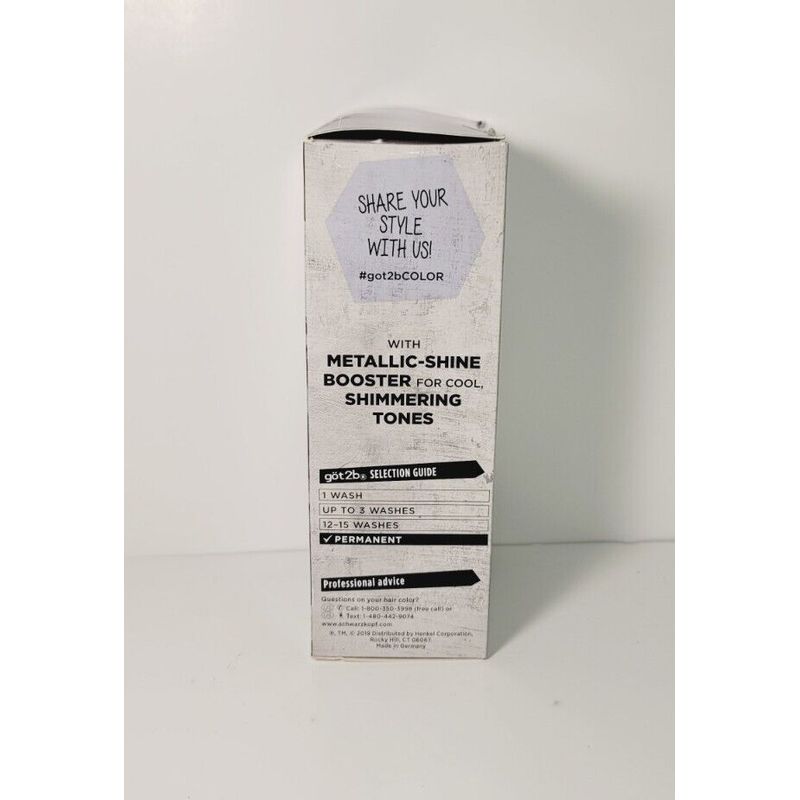 SHARE YOUR
STYLE
WITH US!
#got2bCOLOR
WITH
METALLIC-SHINE
BOOSTER FOR COOL,
SHIMMERING
TONES
göt2b® SELECTION GUIDE
1 WASH
UP TO 3 WASHES
12-15 WASHES
✓ PERMANENT
Professional advice
Questions on your hair color?
Call: 1-800-350-3998 (free call) or
Text: 1-480-442-9074
www.schwarzkopf.com
®, TM, © 2019 Distributed by Henkel Corporation,
Rocky Hill, CT 06067
Made in Germany